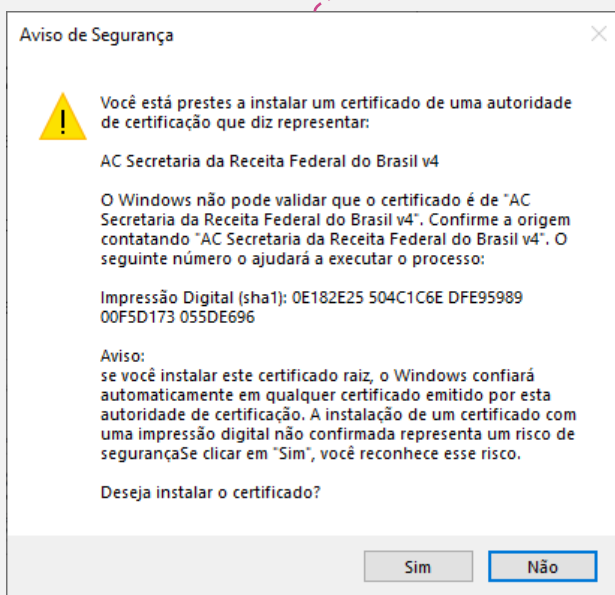 Aviso de Segurança
Você está prestes a instalar um certificado de uma autoridade
de certificação que diz representar:
AC Secretaria da Receita Federal do Brasil v4
O Windows não pode validar que o certificado é de "AC
Secretaria da Receita Federal do Brasil v4". Confirme a origem
contatando "AC Secretaria da Receita Federal do Brasil v4". O
seguinte número o ajudará a executar o processo:
Impressão Digital (sha1): 0E182E25 504C1C6E DFE95989
00F5D173 055DE696
Aviso:
se você instalar este certificado raiz, o Windows confiará
automaticamente em qualquer certificado emitido por esta
autoridade de certificação. A instalação de um certificado com
uma impressão digital não confirmada representa um risco de
segurançaSe clicar em "Sim", você reconhece esse risco.
Deseja instalar o certificado?
Sim
Não